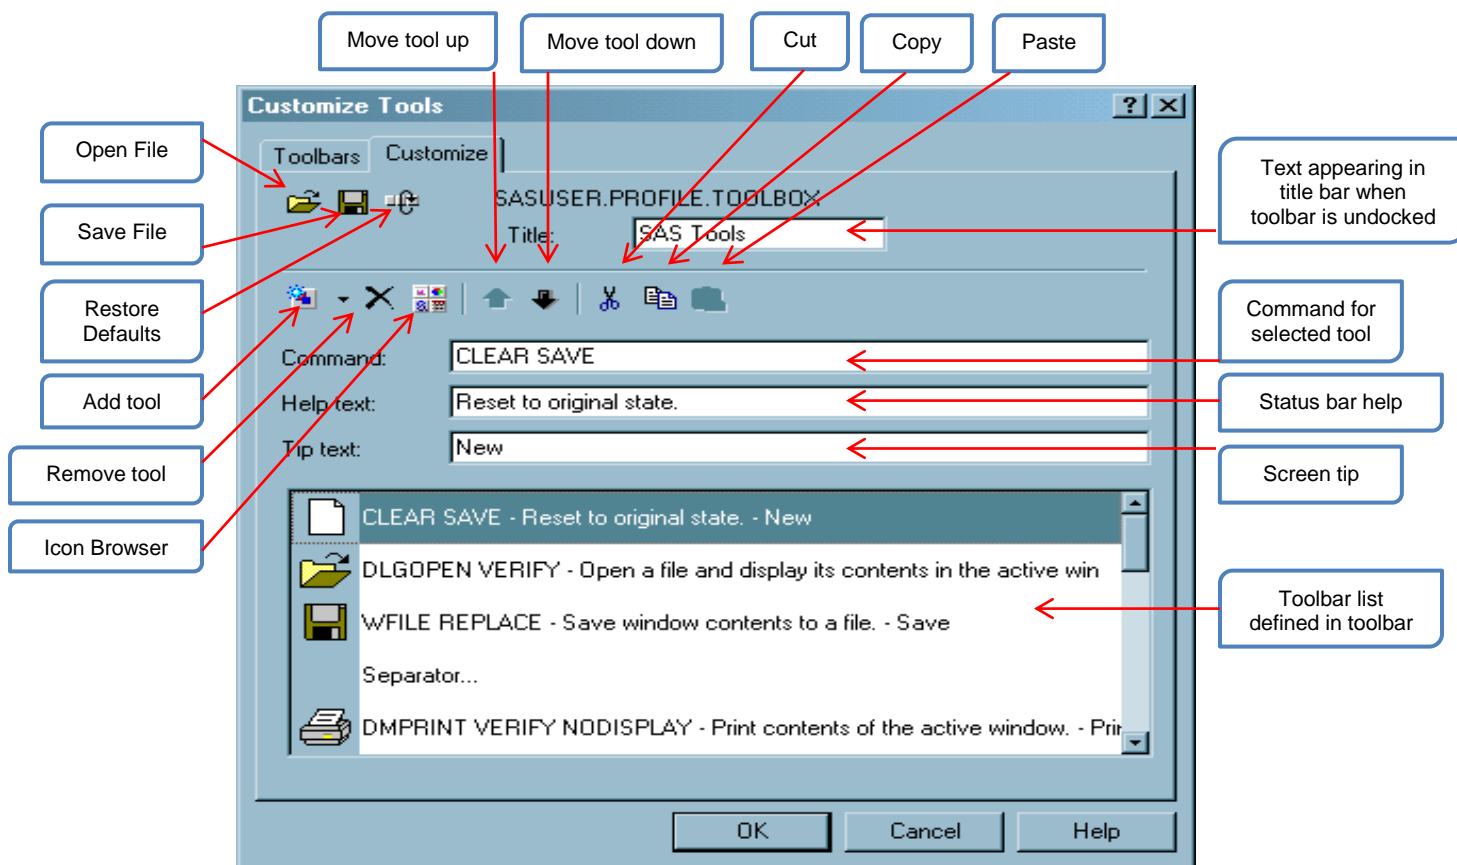 Move tool up
Move tool down
Cut
Copy
Paste
Customize Tools
Open File
Toolbars
Customize
Text appearing in
title bar when
toolbar is undocked
Save File
SASUSER.PROFILE.TOOLBOX
Title:
SAS Tools
Restore
Defaults
Command for
selected tool
Command:
CLEAR SAVE
Add tool
Help text:
Reset to original state.
Status bar help
Tip text:
New
Remove tool
Screen tip
Icon Browser
CLEAR SAVE - Reset to original state. - New
DLGOPEN VERIFY - Open a file and display its contents in the active win
WFILE REPLACE - Save window contents to a file. - Save
Toolbar list
defined in toolbar
Separator...
DMPRINT VERIFY NODISPLAY - Print contents of the active window. - Prir
OK
Cancel
Help